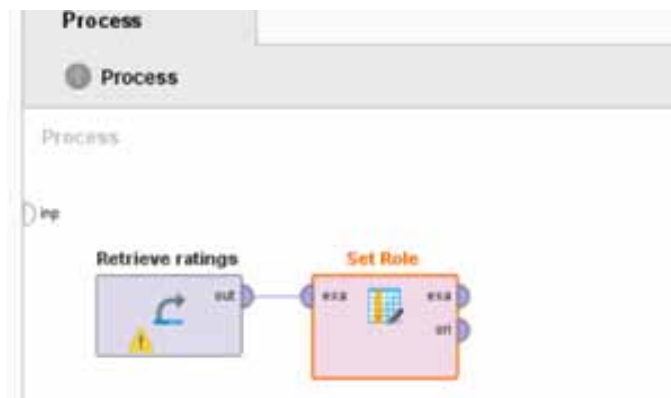 Process
Process
Process
inp
Retrieve ratings
Set Role
out
exa
exa
ori